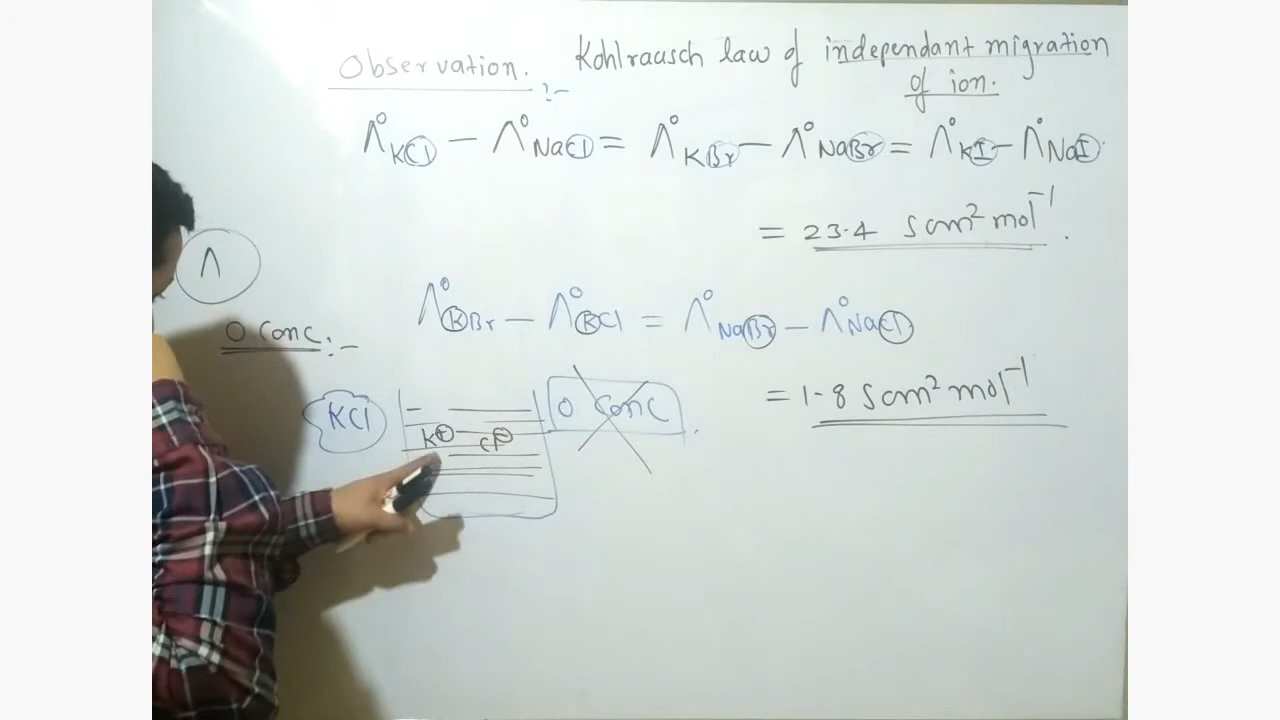 Observation :- Kohlrausch law of independant migration
of ion.
Λ°KCl − Λ°NaCl = Λ°KBr − Λ°NaBr = Λ°KI − Λ°NaI
= 23.4 S cm² mol⁻¹.
Λ
Λ°KBr − Λ°KCl = Λ°NaBr − Λ°NaCl
0 Conc :-
= 1.8 S cm² mol⁻¹
KCl
0 Conc
K⊕ Cl⊖